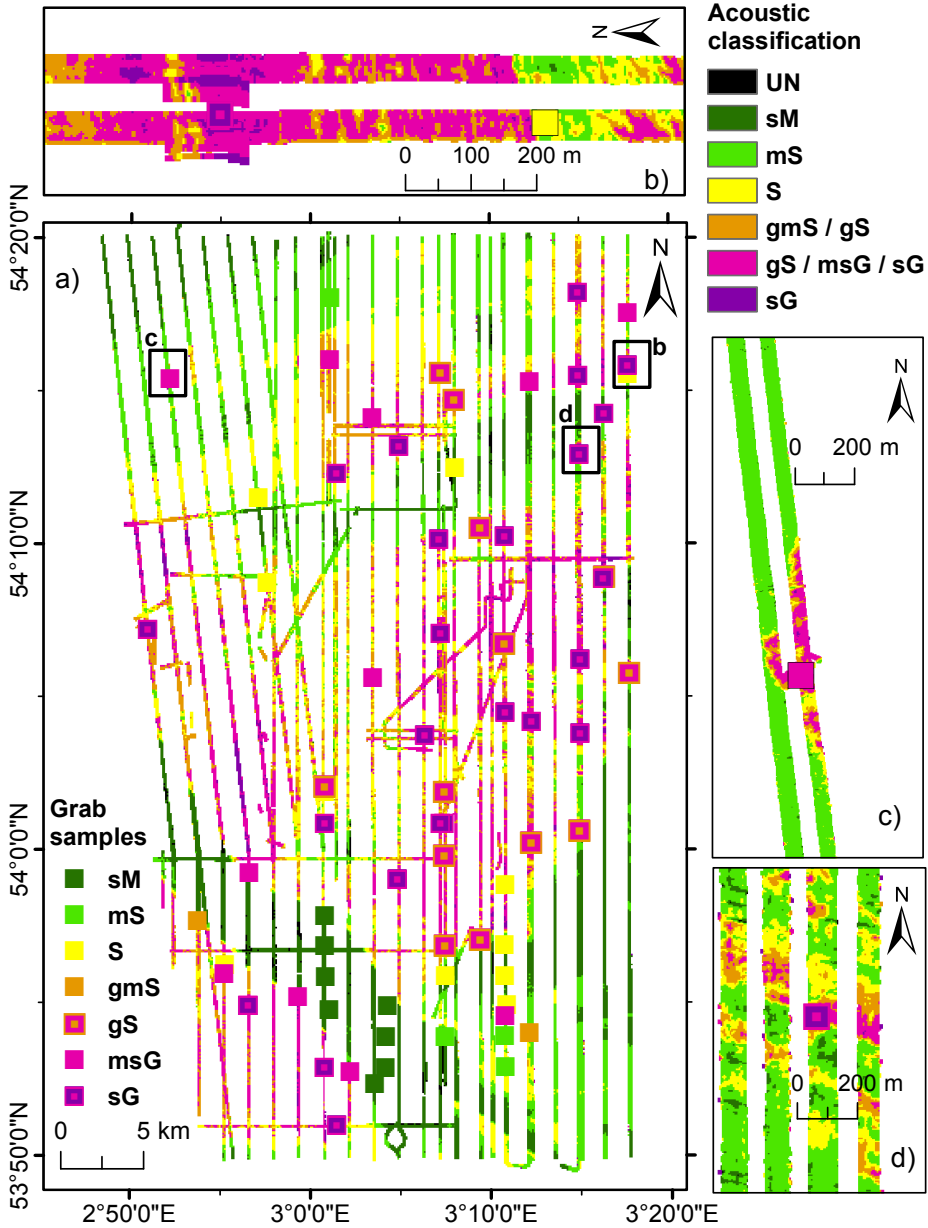 N
0 100 200 m
b)
Acoustic
classification
UN
sM
mS
S
gmS / gS
gS / msG / sG
sG
a)
N
c
b
d
54°20'0"N
54°10'0"N
54°0'0"N
53°50'0"N
Grab
samples
sM
mS
S
gmS
gS
msG
sG
0 5 km
2°50'0"E 3°0'0"E 3°10'0"E 3°20'0"E
N
0 200 m
c)
N
0 200 m
d)